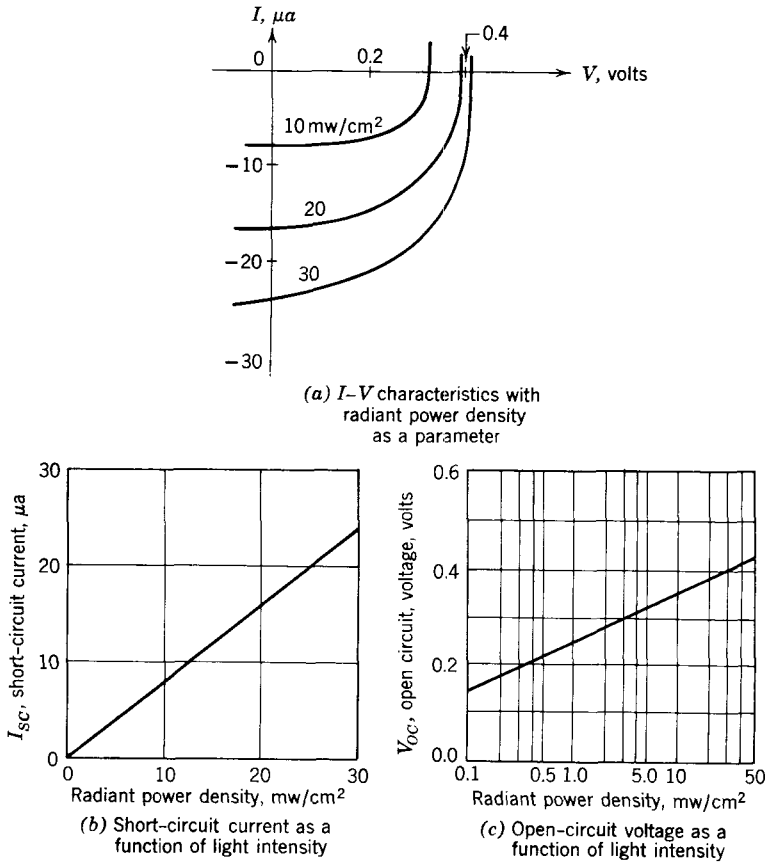 I, μa
0.4
0
0.2
V, volts
10 mw/cm²
−10
20
−20
30
−30
(a) I–V characteristics with
radiant power density
as a parameter
30
20
10
0
I_SC, short-circuit current, μa
0
10
20
30
Radiant power density, mw/cm²
(b) Short-circuit current as a
function of light intensity
0.6
0.4
0.2
0.0
V_OC, open circuit, voltage, volts
0.1
0.5
1.0
5.0
10
50
Radiant power density, mw/cm²
(c) Open-circuit voltage as a
function of light intensity